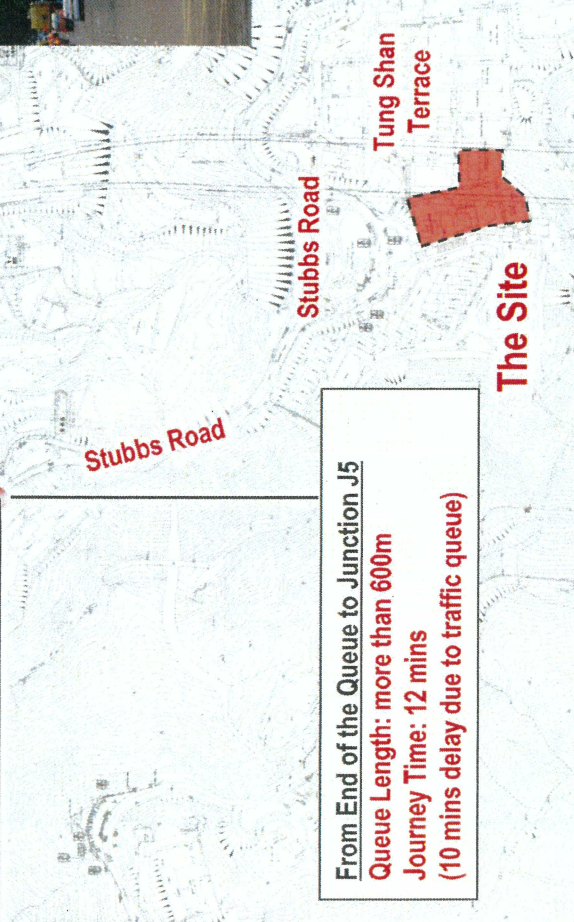 Tung Shan
Terrace
Stubbs Road
The Site
Stubbs Road
From End of the Queue to Junction J5
Queue Length: more than 600m
Journey Time: 12 mins
(10 mins delay due to traffic queue)